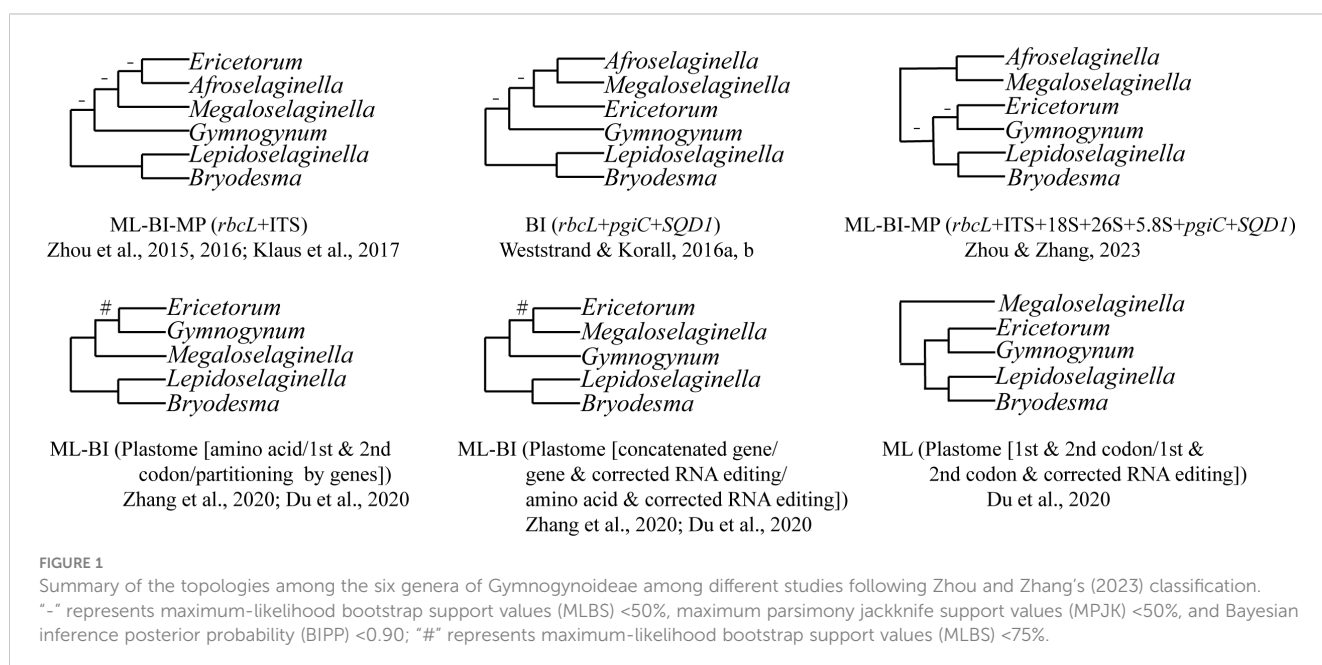 Ericetorum
Afroselaginella
Megaloselaginella
Gymnogynum
Lepidoselaginella
Bryodesma
-
-
-
ML-BI-MP (rbcL+ITS)
Zhou et al., 2015, 2016; Klaus et al., 2017
Afroselaginella
Megaloselaginella
Ericetorum
Gymnogynum
Lepidoselaginella
Bryodesma
-
-
BI (rbcL+pgiC+SQD1)
Weststrand & Korall, 2016a, b
Afroselaginella
Megaloselaginella
Ericetorum
Gymnogynum
Lepidoselaginella
Bryodesma
-
-
ML-BI-MP (rbcL+ITS+18S+26S+5.8S+pgiC+SQD1)
Zhou & Zhang, 2023
#
Ericetorum
Gymnogynum
Megaloselaginella
Lepidoselaginella
Bryodesma
ML-BI (Plastome [amino acid/1st & 2nd
codon/partitioning by genes])
Zhang et al., 2020; Du et al., 2020
#
Ericetorum
Megaloselaginella
Gymnogynum
Lepidoselaginella
Bryodesma
ML-BI (Plastome [concatenated gene/
gene & corrected RNA editing/
amino acid & corrected RNA editing])
Zhang et al., 2020; Du et al., 2020
Megaloselaginella
Ericetorum
Gymnogynum
Lepidoselaginella
Bryodesma
ML (Plastome [1st & 2nd codon/1st &
2nd codon & corrected RNA editing])
Du et al., 2020
FIGURE 1
Summary of the topologies among the six genera of Gymnogynoideae among different studies following Zhou and Zhang's (2023) classification.
"-" represents maximum-likelihood bootstrap support values (MLBS) <50%, maximum parsimony jackknife support values (MPJK) <50%, and Bayesian
inference posterior probability (BIPP) <0.90; "#" represents maximum-likelihood bootstrap support values (MLBS) <75%.